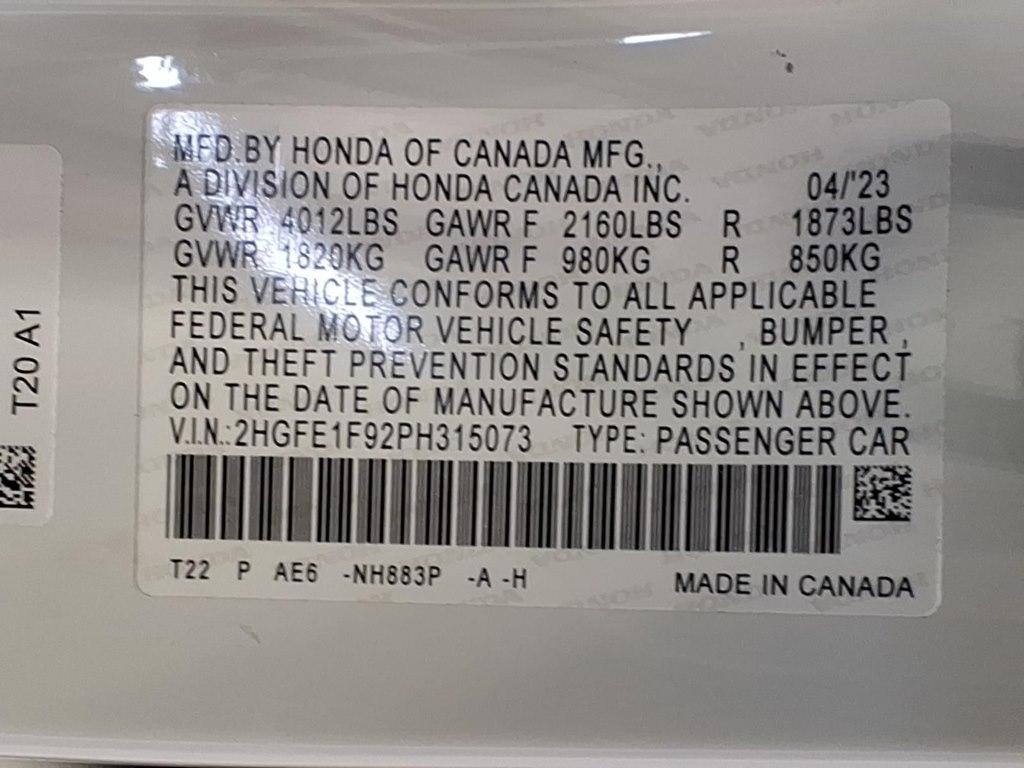 MFD.BY HONDA OF CANADA MFG.,
A DIVISION OF HONDA CANADA INC. 04/'23
GVWR 4012LBS GAWR F 2160LBS R 1873LBS
GVWR 1820KG GAWR F 980KG R 850KG
THIS VEHICLE CONFORMS TO ALL APPLICABLE
FEDERAL MOTOR VEHICLE SAFETY , BUMPER ,
AND THEFT PREVENTION STANDARDS IN EFFECT
ON THE DATE OF MANUFACTURE SHOWN ABOVE.
V.I.N.:2HGFE1F92PH315073 TYPE: PASSENGER CAR
T22 P AE6 -NH883P -A -H MADE IN CANADA
T20 A1